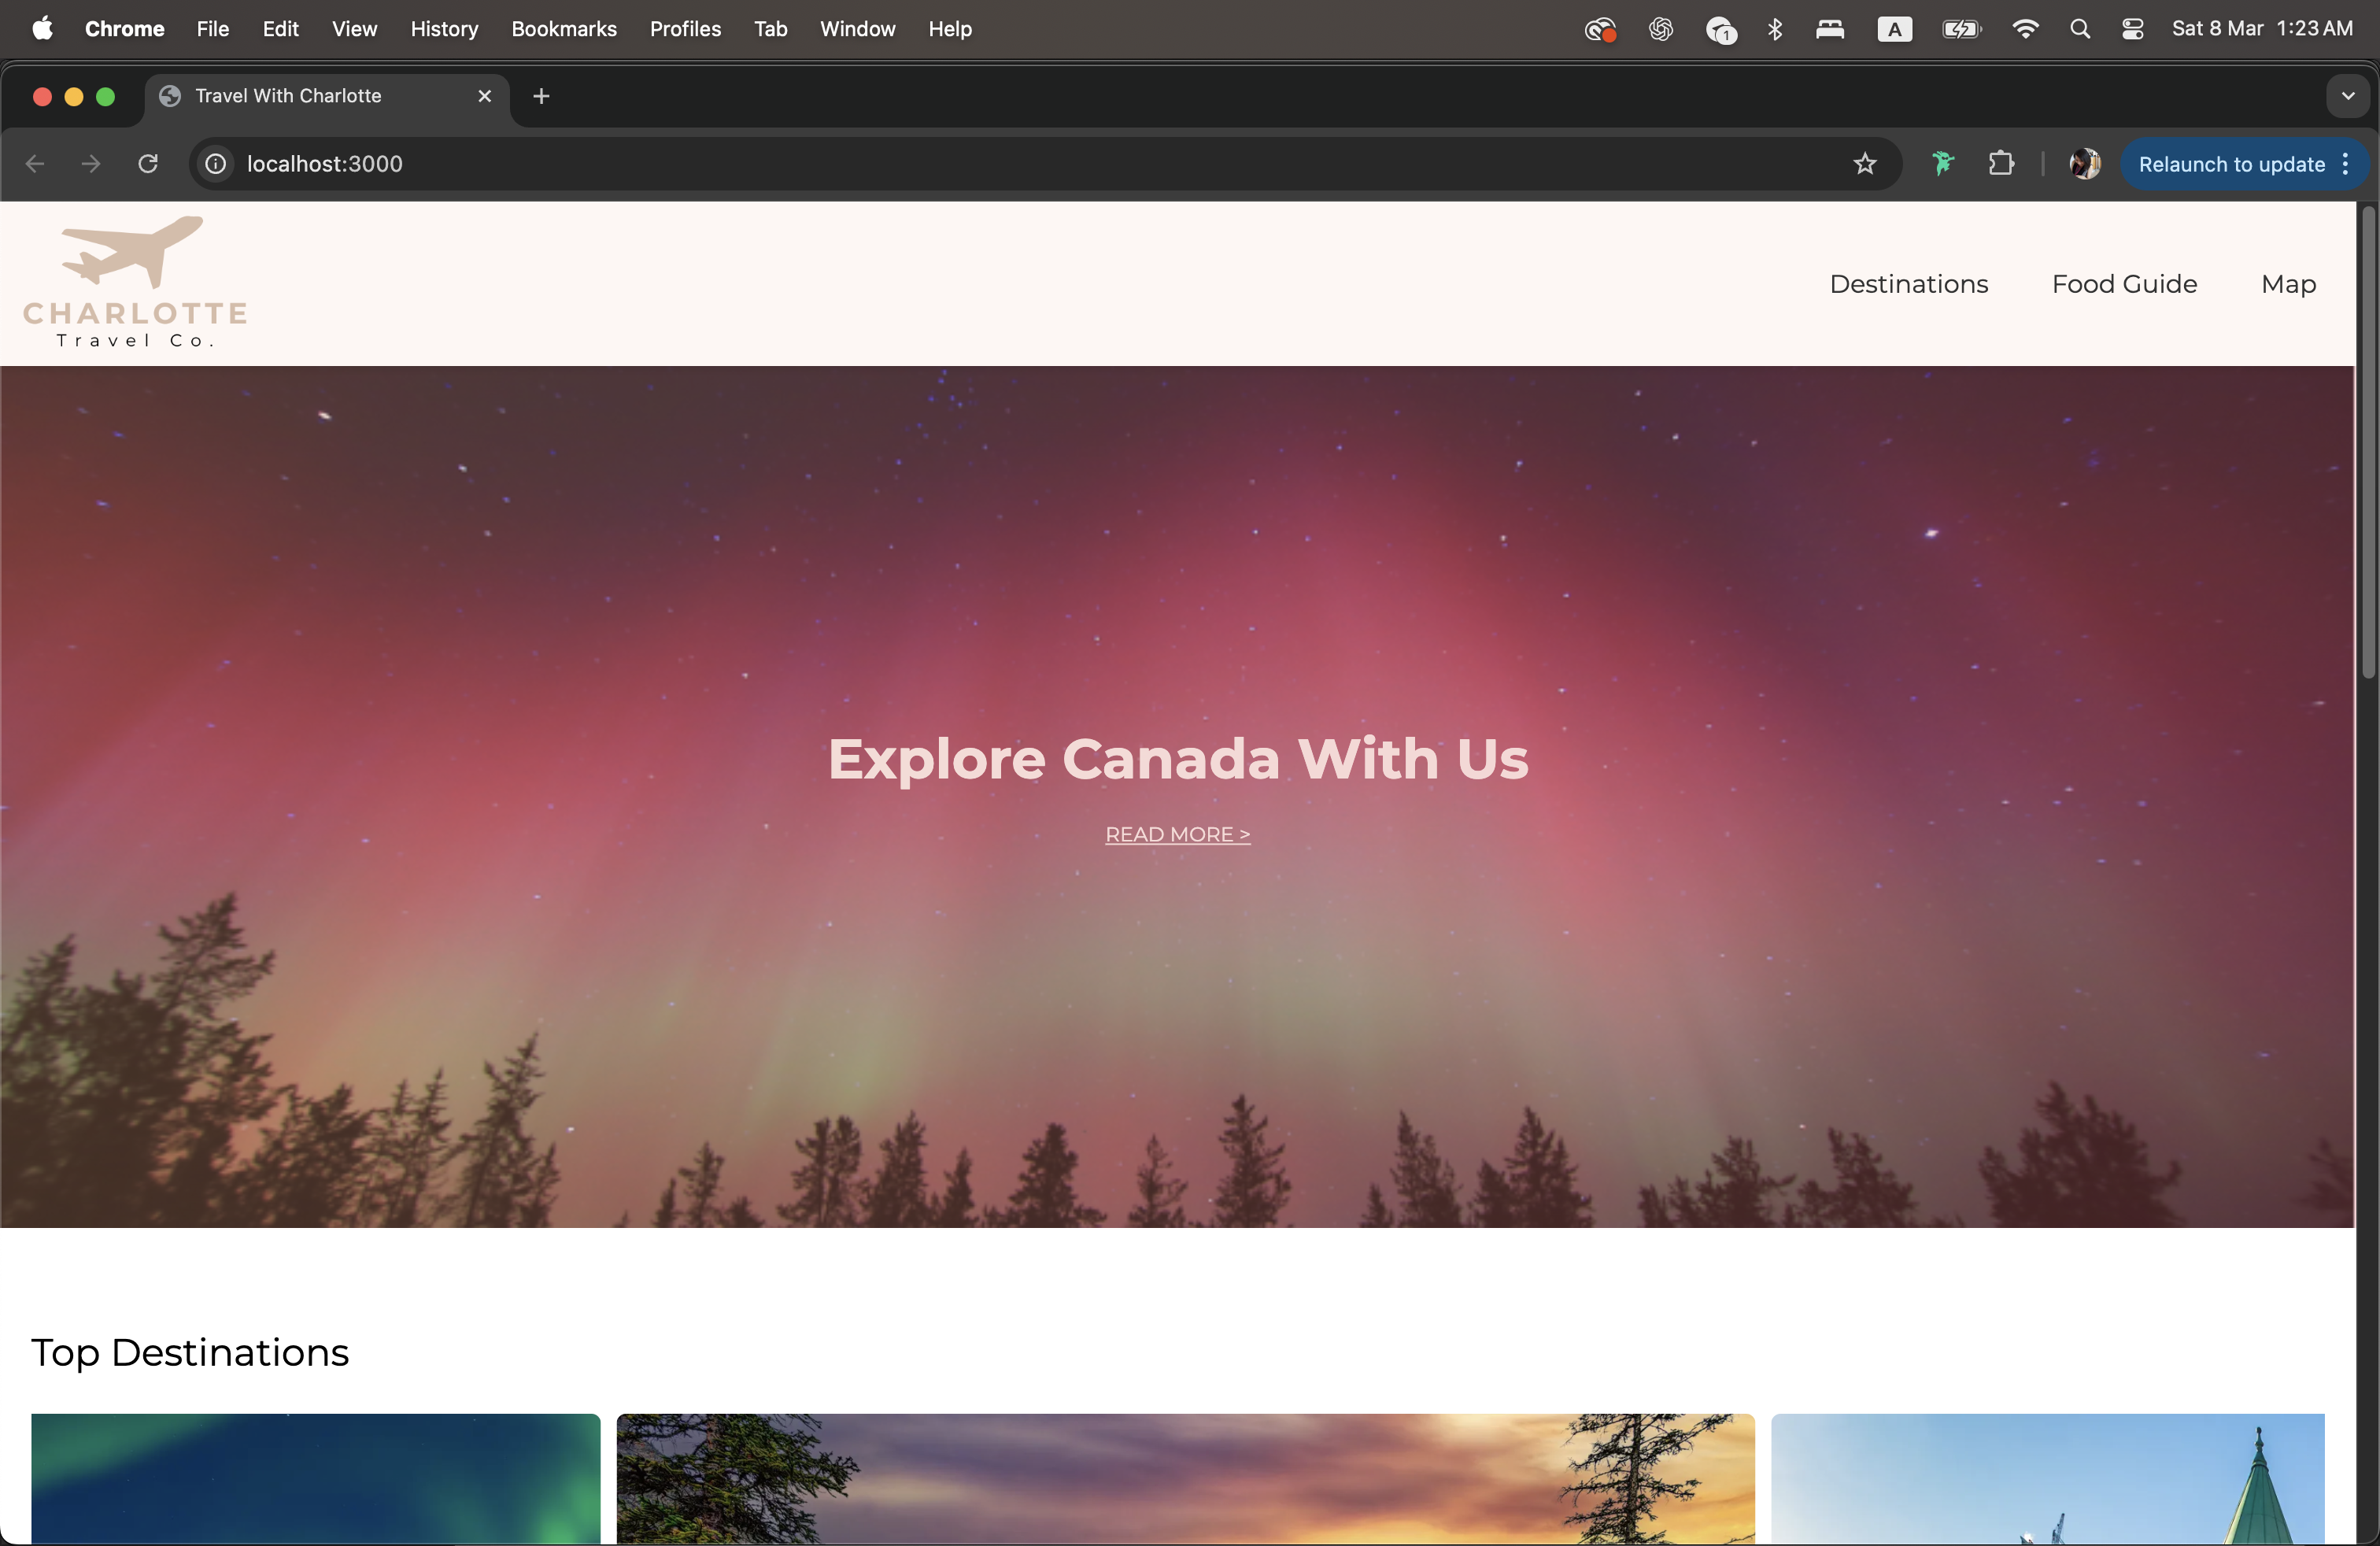 Chrome File Edit View History Bookmarks Profiles Tab Window Help 1 A Sat 8 Mar 1:23 AM
Travel With Charlotte
localhost:3000 Relaunch to update
CHARLOTTE
Travel Co.
Destinations Food Guide Map
Explore Canada With Us
READ MORE >
Top Destinations